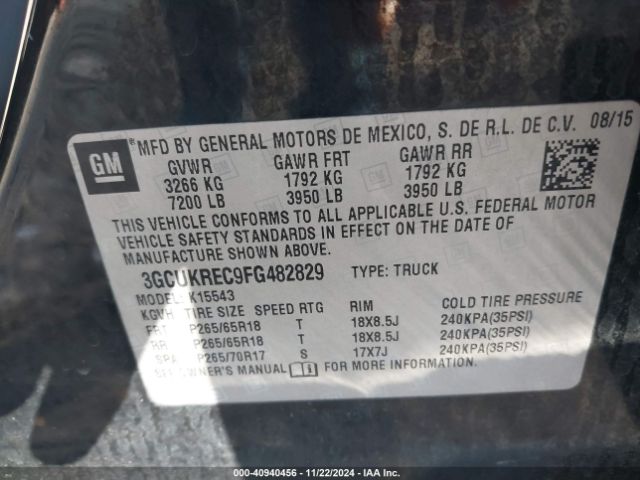 GM
® MFD BY GENERAL MOTORS DE MEXICO, S. DE R.L. DE C.V. 08/15
GVWR GAWR FRT GAWR RR
3266 KG 1792 KG 1792 KG
7200 LB 3950 LB 3950 LB
THIS VEHICLE CONFORMS TO ALL APPLICABLE U.S. FEDERAL MOTOR
VEHICLE SAFETY STANDARDS IN EFFECT ON THE DATE OF
MANUFACTURE SHOWN ABOVE.
3GCUKREC9FG482829 TYPE: TRUCK
MODEL: K15543
KGVH TIRE SIZE SPEED RTG RIM COLD TIRE PRESSURE
FRT P265/65R18 T 18X8.5J 240KPA(35PSI)
RR P265/65R18 T 18X8.5J 240KPA(35PSI)
SPA P265/70R17 S 17X7J 240KPA(35PSI)
SEE OWNER'S MANUAL FOR MORE INFORMATION.
000-40940456 - 11/22/2024 - IAA Inc.